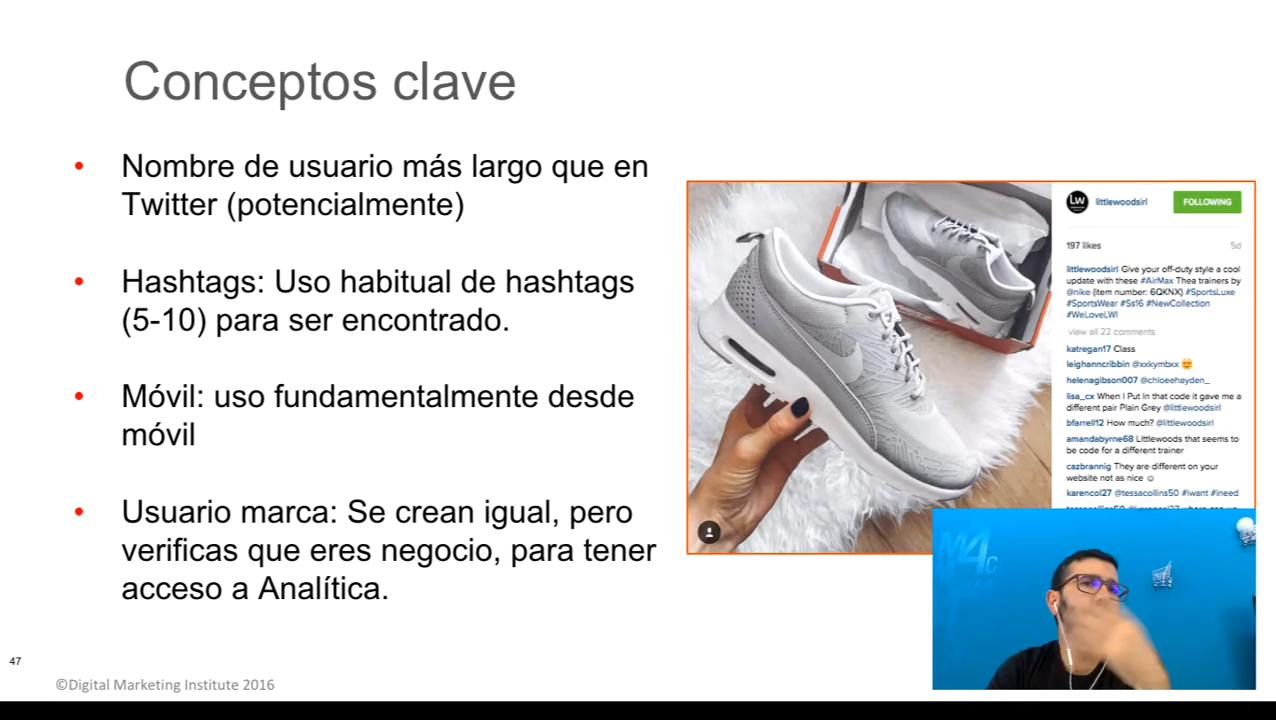 Conceptos clave
• Nombre de usuario más largo que en
Twitter (potencialmente)
• Hashtags: Uso habitual de hashtags
(5-10) para ser encontrado.
• Móvil: uso fundamentalmente desde
móvil
• Usuario marca: Se crean igual, pero
verificas que eres negocio, para tener
acceso a Analítica.
47
©Digital Marketing Institute 2016
LW
littlewoodsirl
FOLLOWING
197 likes
5d
littlewoodsirl Give your off-duty style a cool
update with these #AirMax Thea trainers by
@nike (item number: 6QKNX) #SportsLuxe
#SportsWear #Ss16 #NewCollection
#WeLoveLWI
view all 22 comments
katregan17 Class
leighanncribbin @xxkymbxx 😍
helenagibson007 @chloeehayden_
lisa_cx When I Put In that code it gave me a
different pair Plain Grey @littlewoodsirl
bfarrell12 How much? @littlewoodsirl
amandabyrne68 Littlewoods that seems to
be code for a different trainer
cazbrannig They are different on your
website not as nice ☺
karencol27 @tessacollins50 #iwant #ineed